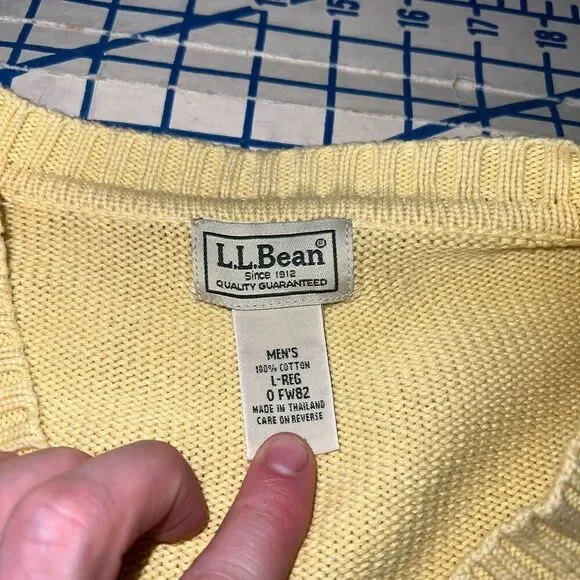 15 16 17 18
L.L.Bean®
Since 1912
QUALITY GUARANTEED
MEN'S
100% COTTON
L-REG
0 FW82
MADE IN THAILAND
CARE ON REVERSE